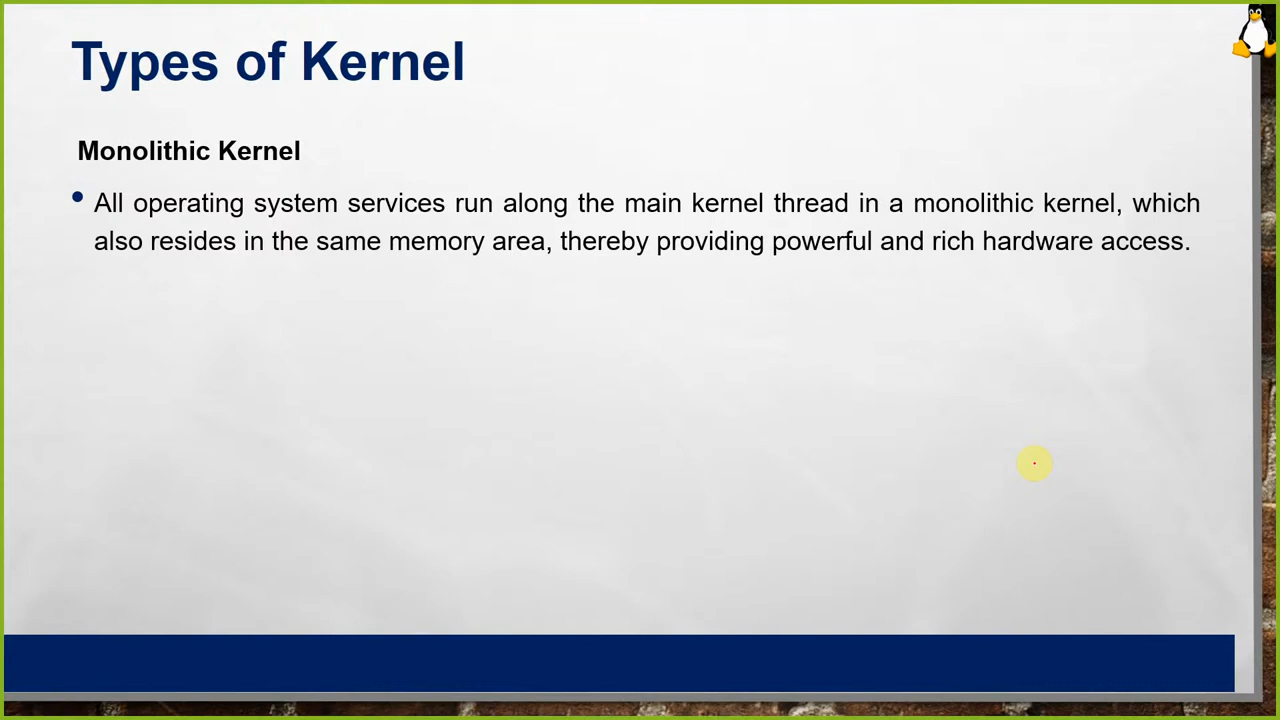 Types of Kernel
Monolithic Kernel
• All operating system services run along the main kernel thread in a monolithic kernel, which
also resides in the same memory area, thereby providing powerful and rich hardware access.